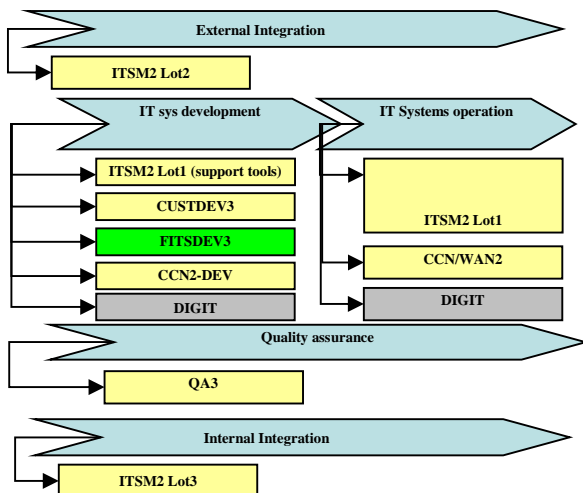 External Integration
ITSM2 Lot2
IT sys development
ITSM2 Lot1 (support tools)
CUSTDEV3
FITSDEV3
CCN2-DEV
DIGIT
IT Systems operation
ITSM2 Lot1
CCN/WAN2
DIGIT
Quality assurance
QA3
Internal Integration
ITSM2 Lot3